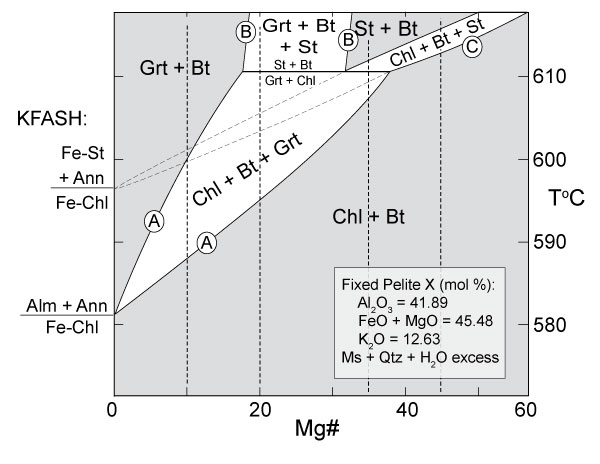 B
Grt + Bt
+ St
B
St + Bt
Chl + Bt + St
C
Grt + Bt
St + Bt
Grt + Chl
610
KFASH:
Fe-St
+ Ann
Fe-Chl
600
Chl + Bt + Grt
T°C
A
A
Chl + Bt
590
Alm + Ann
Fe-Chl
Fixed Pelite X (mol %):
Al2O3 = 41.89
FeO + MgO = 45.48
K2O = 12.63
Ms + Qtz + H2O excess
580
0
20
40
60
Mg#